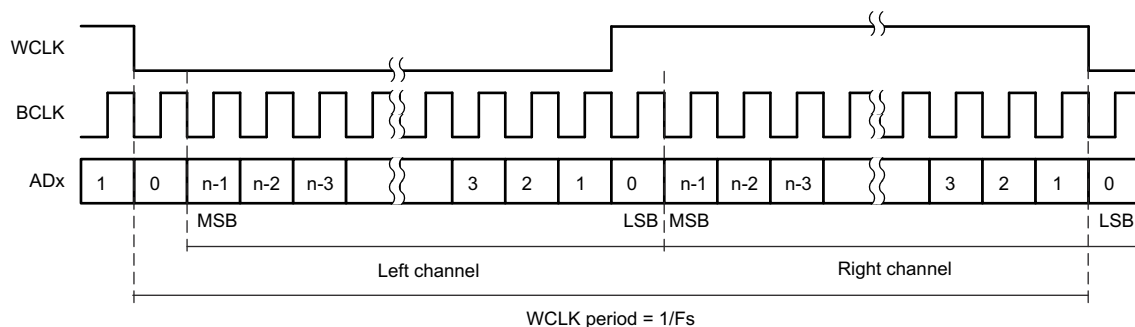 WCLK
BCLK
ADx 1 0 n-1 n-2 n-3 3 2 1 0 n-1 n-2 n-3 3 2 1 0
MSB LSB MSB LSB
Left channel Right channel
WCLK period = 1/Fs